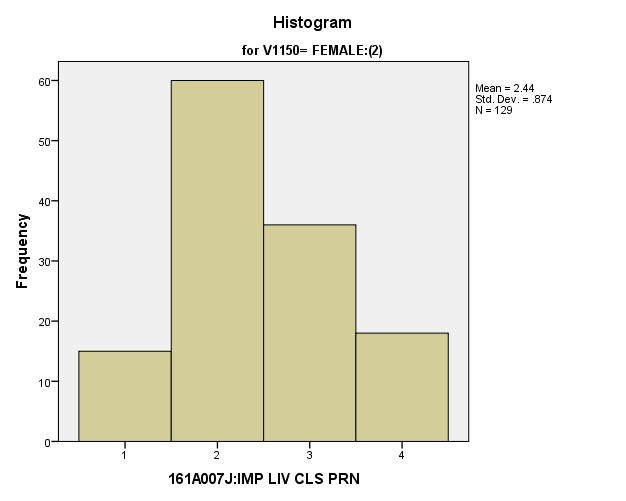 Histogram
for V1150= FEMALE:(2)
Mean = 2.44
Std. Dev. = .874
N = 129
Frequency
60
50
40
30
20
10
0
1 2 3 4
161A007J:IMP LIV CLS PRN